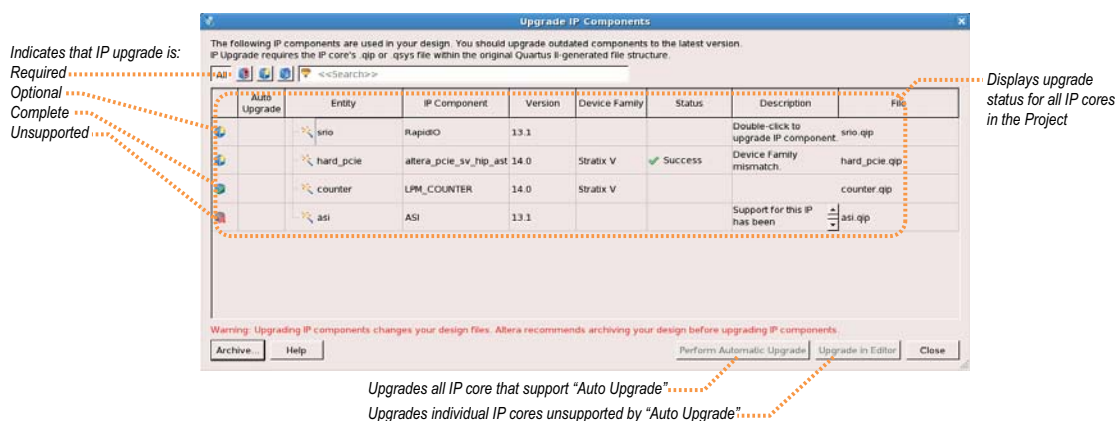 Upgrade IP Components
The following IP components are used in your design. You should upgrade outdated components to the latest version.
IP Upgrade requires the IP core's .qip or .qsys file within the original Quartus II-generated file structure.
Indicates that IP upgrade is:
Required
Optional
Complete
Unsupported
All <<Search>>
Displays upgrade
status for all IP cores
in the Project
Auto Upgrade Entity IP Component Version Device Family Status Description File
srio RapidIO 13.1 Double-click to upgrade IP component. srio.qip
hard_pcie altera_pcie_sv_hip_ast 14.0 Stratix V Success Device Family mismatch. hard_pcie.qip
counter LPM_COUNTER 14.0 Stratix V counter.qip
asi ASI 13.1 Support for this IP has been asi.qip
Warning: Upgrading IP components changes your design files. Altera recommends archiving your design before upgrading IP components.
Archive... Help Perform Automatic Upgrade Upgrade in Editor Close
Upgrades all IP core that support “Auto Upgrade”
Upgrades individual IP cores unsupported by “Auto Upgrade”